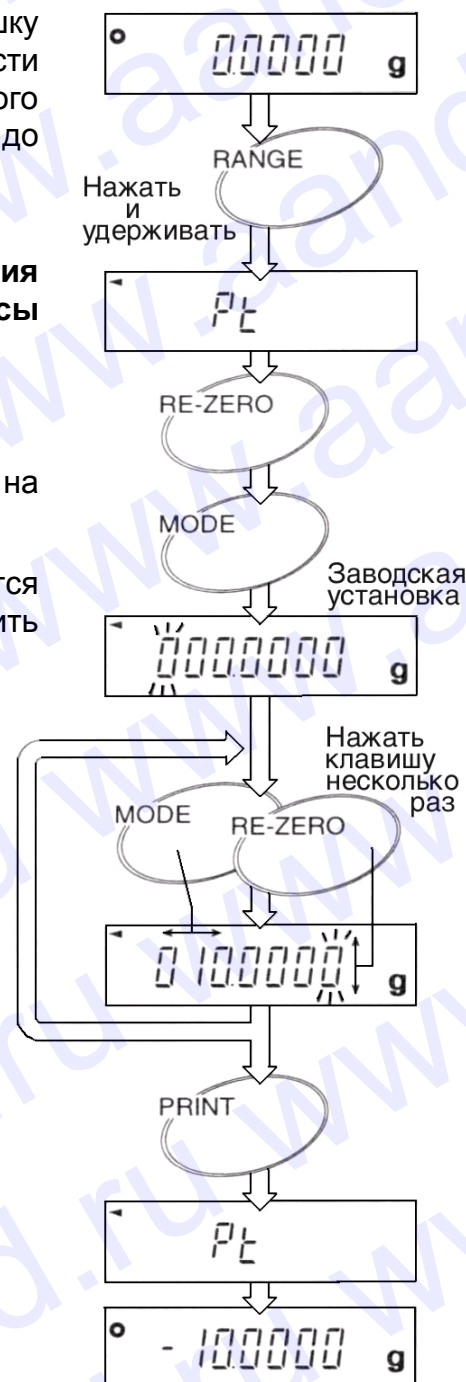 шку
сти
ого
до
ния
сы
на
тся
ить
0.0000 g
RANGE
Нажать
и
удерживать
Pt
RE-ZERO
MODE
Заводская
установка
000.0000 g
Нажать
клавишу
несколько
раз
MODE
RE-ZERO
010.0000 g
PRINT
Pt
-10.0000 g